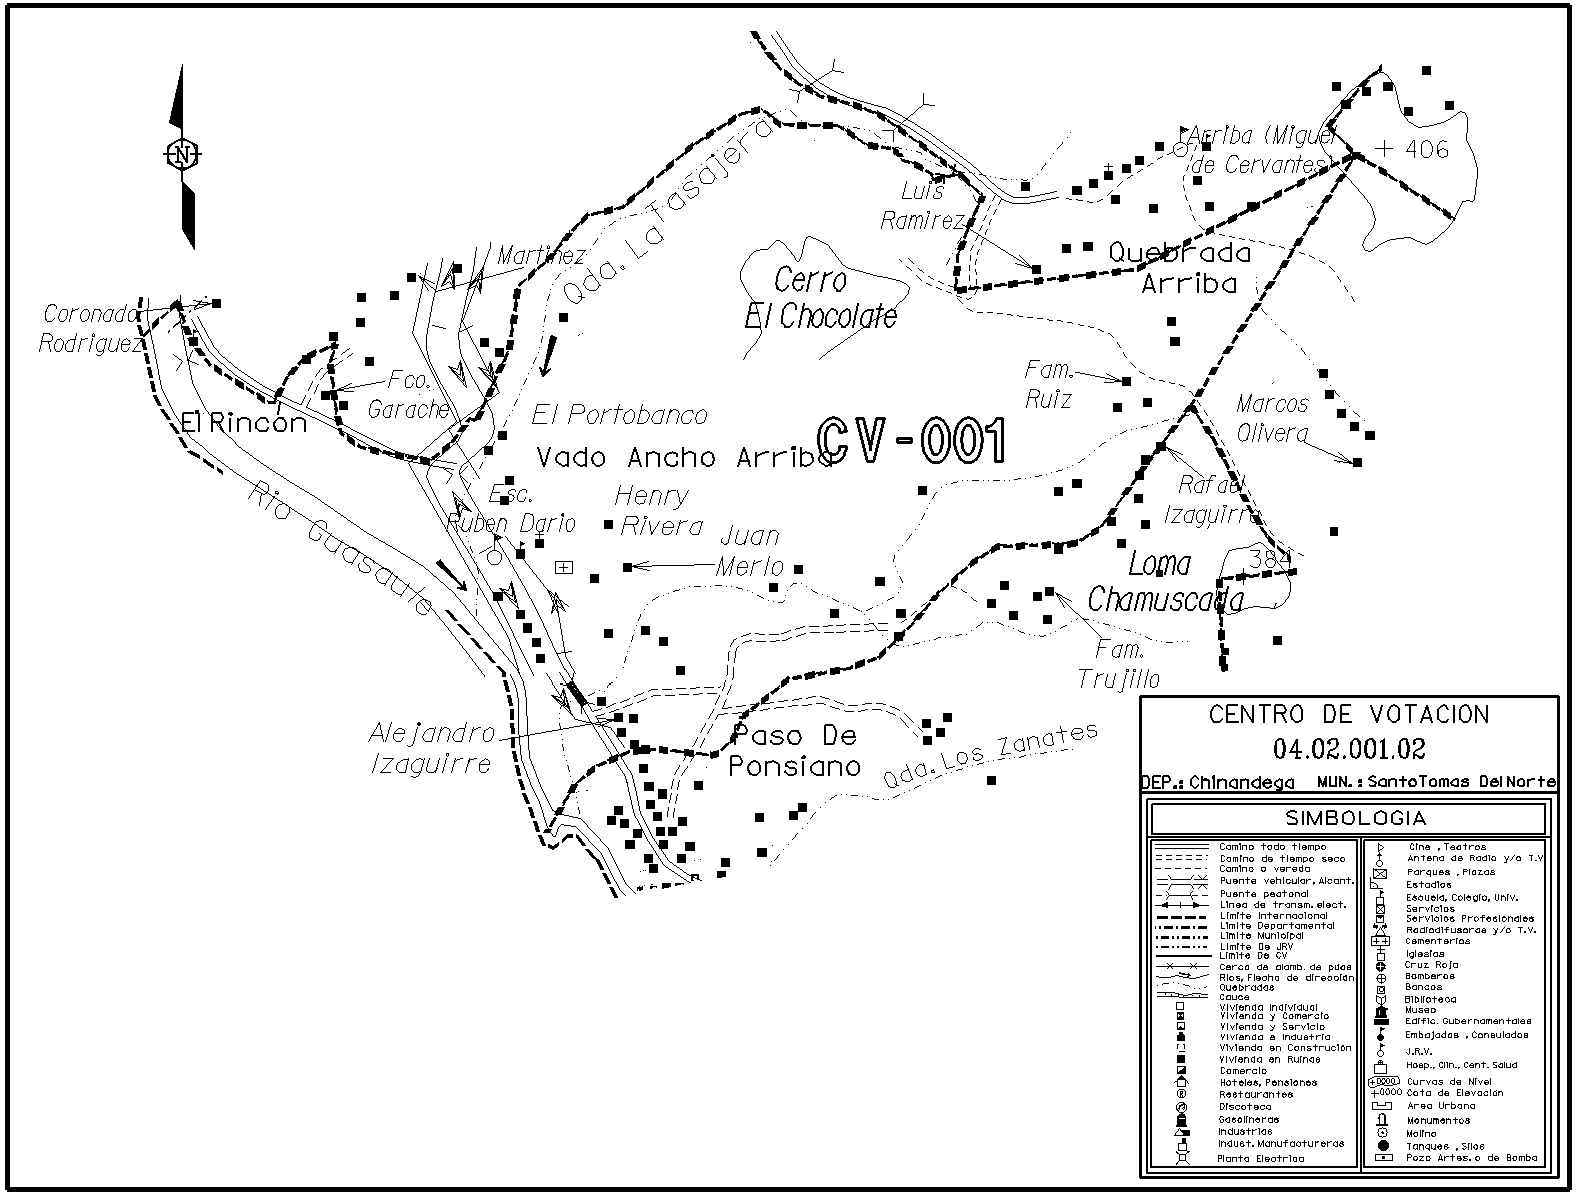 N
Qda. La Tasajera
Arriba (Miguel
de Cervantes)
406
Luis
Ramirez
Quebrada
Arriba
Martinez
Cerro
El Chocolate
Coronado
Rodriguez
Fco.
Garache
El Rincon
El Portobanco
Vado Ancho Arriba
CV-001
Fam.
Ruiz
Marcos
Olivera
Rio Guasaule
Esc.
Ruben Dario
Henry
Rivera
Juan
Merlo
Rafael
Izaguirre
Loma
Chamuscada
384
Fam.
Trujillo
Alejandro
Izaguirre
Paso De
Ponsiano
Qda. Los Zanates
CENTRO DE VOTACION
04.02.001.02
DEP.: Chinandega MUN.: Santo Tomas Del Norte
SIMBOLOGIA
Camino todo tiempo
Camino de tiempo seco
Camino o vereda
Puente vehicular, Alcant.
Puente peatonal
Linea de transm. elect.
Limite Internacional
Limite Departamental
Limite Municipal
Limite De JRV
Limite De CV
Cerca de alamb. de puas
Rios, Flecha de dirección
Quebradas
Cauce
Vivienda Individual
Vivienda y Comercio
Vivienda y Servicio
Vivienda e Industria
Vivienda en Construcion
Vivienda en Ruinas
Comercio
Hoteles, Pensiones
Restaurantes
Discoteca
Gasolineras
Industrias
Indust. Manufactureras
Planta Electrica
Cine , Teatros
Antena de Radio y/o T.V
Parques , Plazas
Estadios
Escuela, Colegio, Univ.
Servicios
Servicios Profesionales
Radiodifusoras y/o T.V.
Cementerios
Iglesias
Cruz Roja
Bomberos
Bancos
Biblioteca
Museo
Edific. Gubernamentales
Embajadas , Consulados
J.R.V.
Hosp., Clin., Cent. Salud
+0000 Curvas de Nivel
+0000 Cota de Elevación
Area Urbana
Monumentos
Molino
Tanques , Silos
Pozo Artes. o de Bomba